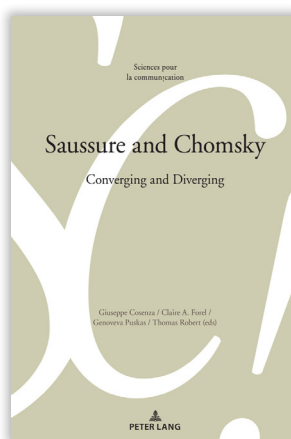 Sciences pour
la communication
Saussure and Chomsky
Converging and Diverging
Giuseppe Cosenza / Claire A. Forel /
Genoveva Puskas / Thomas Robert (eds)
PETER LANG